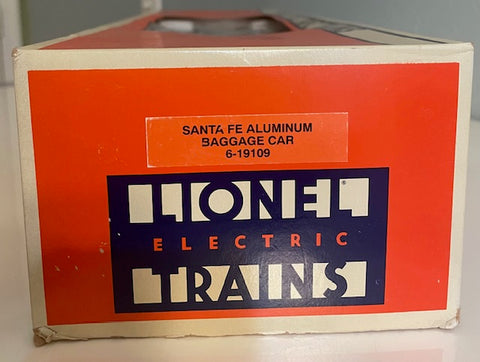 SANTA FE ALUMINUM
BAGGAGE CAR
6-19109
LIONEL®
ELECTRIC
TRAINS